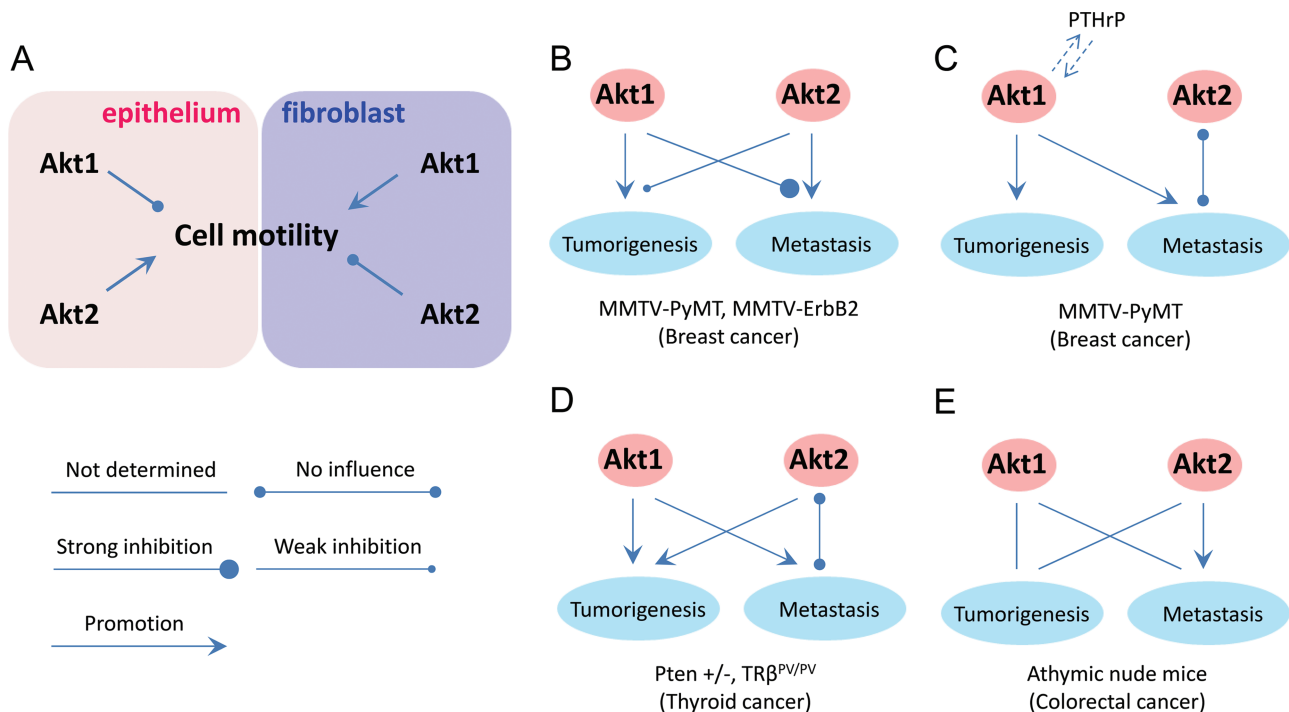 A
epithelium
fibroblast
Akt1
Akt1
Cell motility
Akt2
Akt2
Not determined
No influence
Strong inhibition
Weak inhibition
Promotion
B
Akt1
Akt2
Tumorigenesis
Metastasis
MMTV-PyMT, MMTV-ErbB2
(Breast cancer)
C
PTHrP
Akt1
Akt2
Tumorigenesis
Metastasis
MMTV-PyMT
(Breast cancer)
D
Akt1
Akt2
Tumorigenesis
Metastasis
Pten +/-, TRβPV/PV
(Thyroid cancer)
E
Akt1
Akt2
Tumorigenesis
Metastasis
Athymic nude mice
(Colorectal cancer)